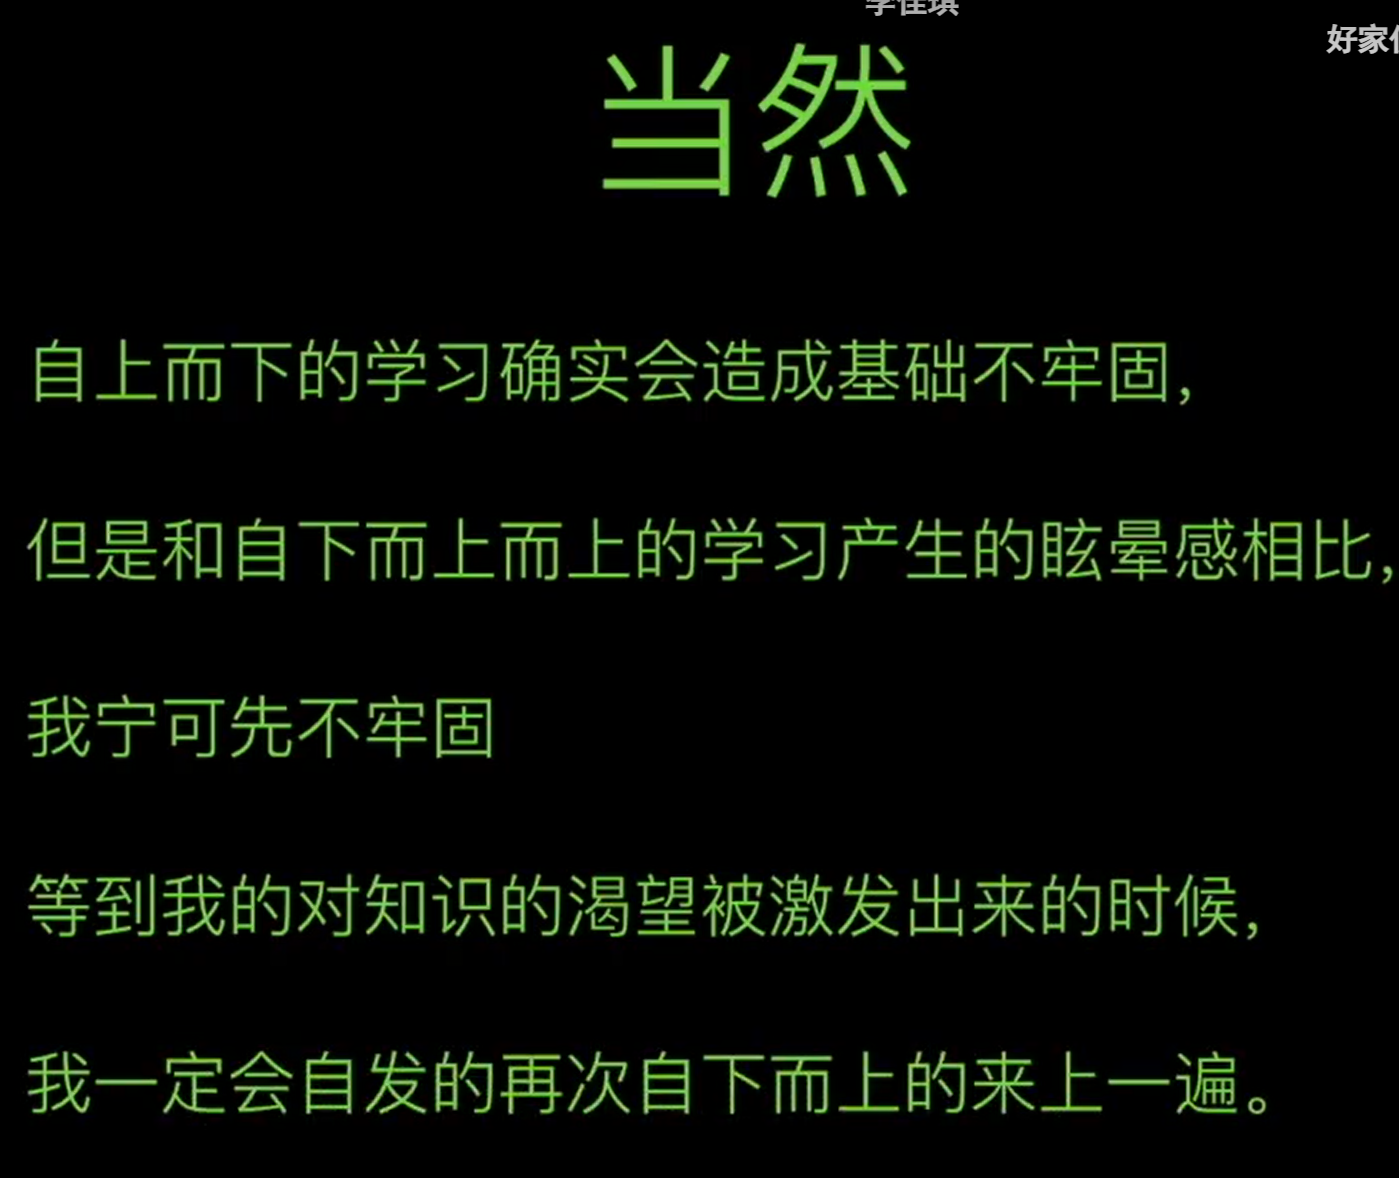 李佳琪
好家
当然
自上而下的学习确实会造成基础不牢固，
但是和自下而上而上的学习产生的眩晕感相比，
我宁可先不牢固
等到我的对知识的渴望被激发出来的时候，
我一定会自发的再次自下而上的来上一遍。